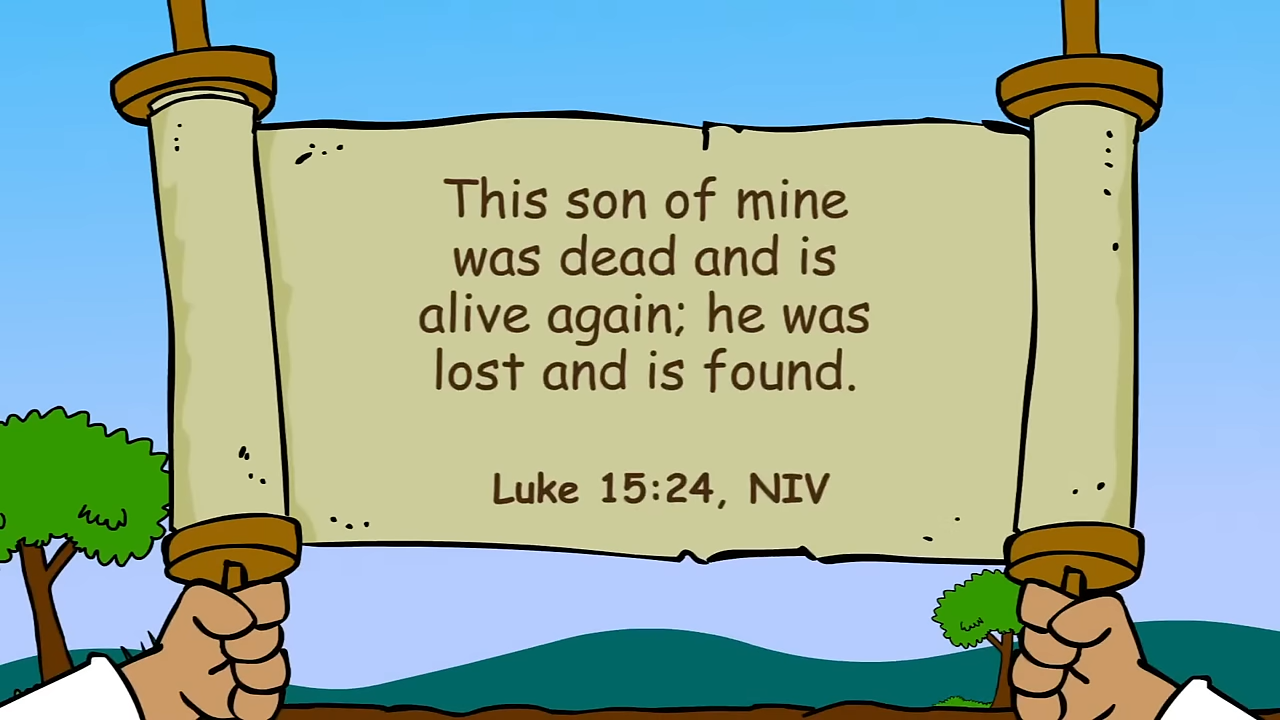 This son of mine
was dead and is
alive again; he was
lost and is found.
Luke 15:24, NIV